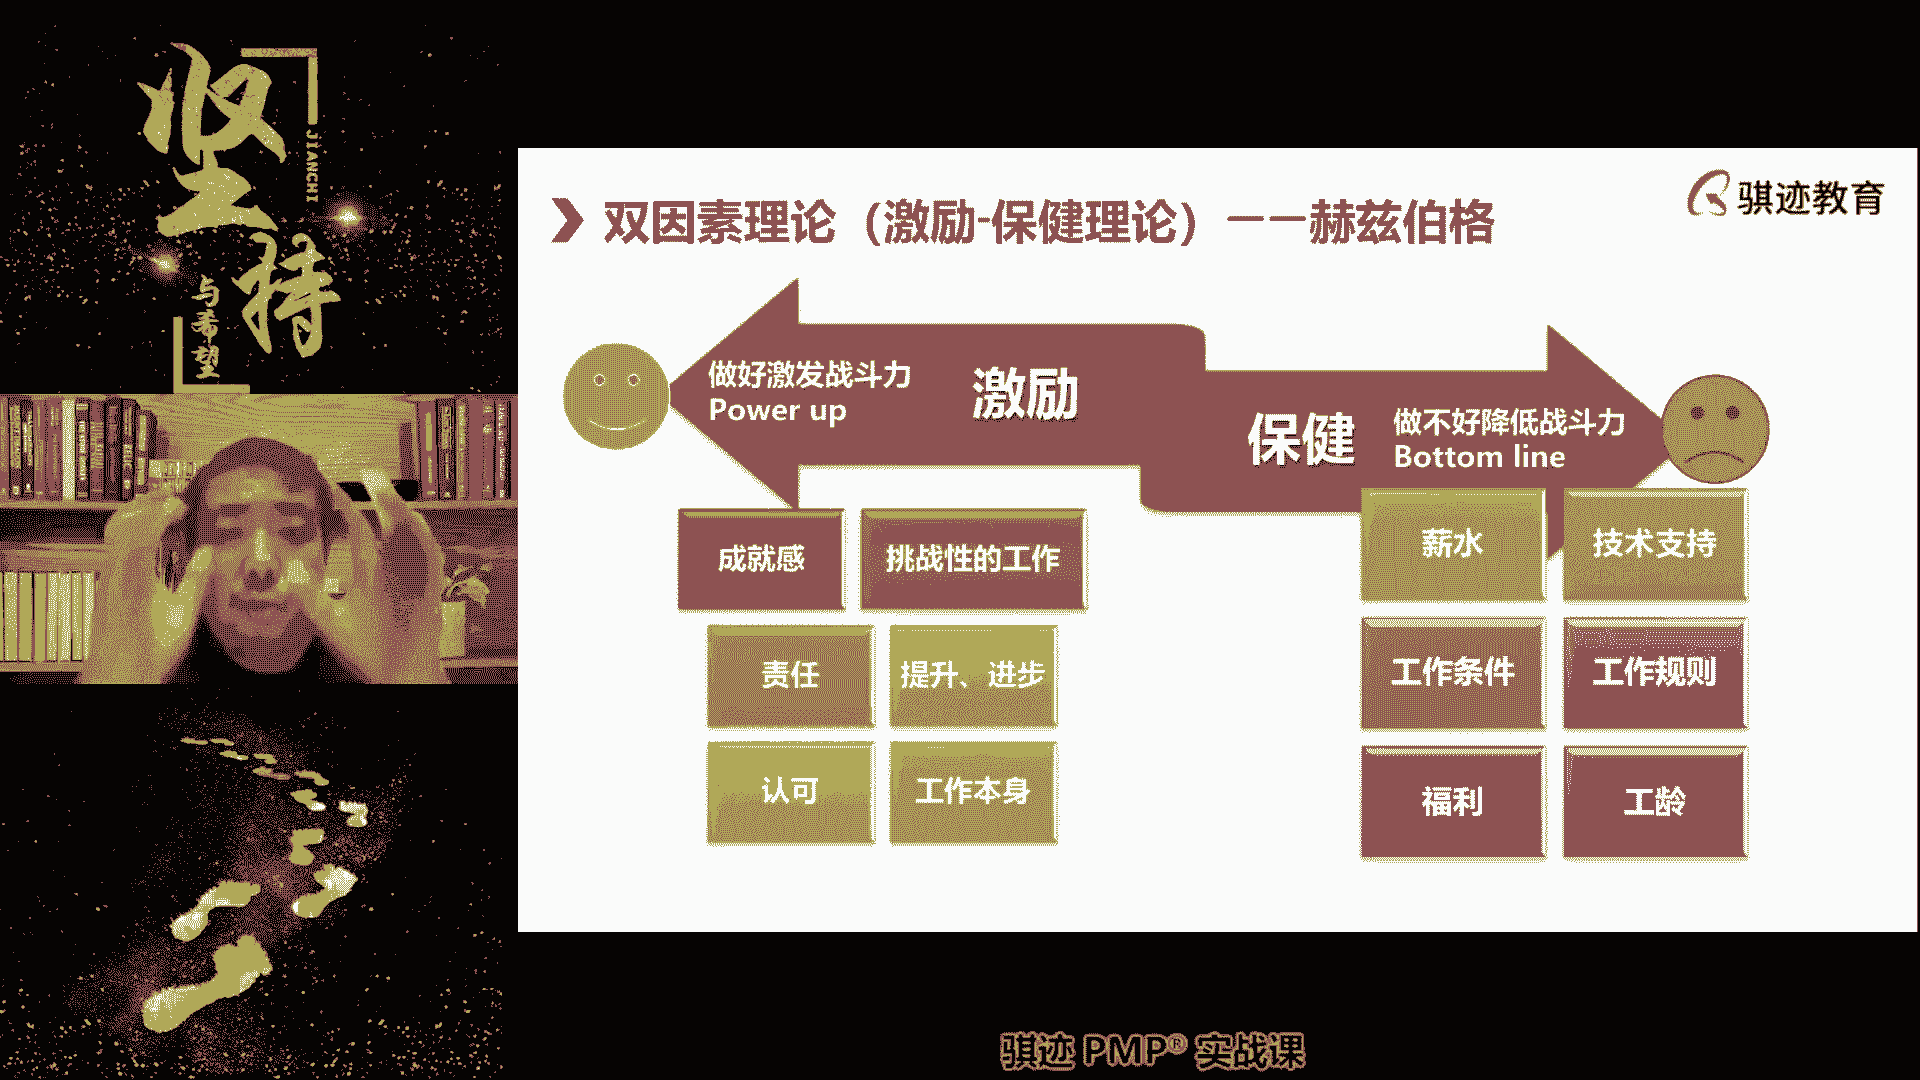 坚持
JIANCHI
与希望
骐迹教育
双因素理论（激励-保健理论）——赫兹伯格
做好激发战斗力
Power up
激励
保健
做不好降低战斗力
Bottom line
成就感
挑战性的工作
责任
提升、进步
认可
工作本身
薪水
技术支持
工作条件
工作规则
福利
工龄
骐迹 PMP® 实战课